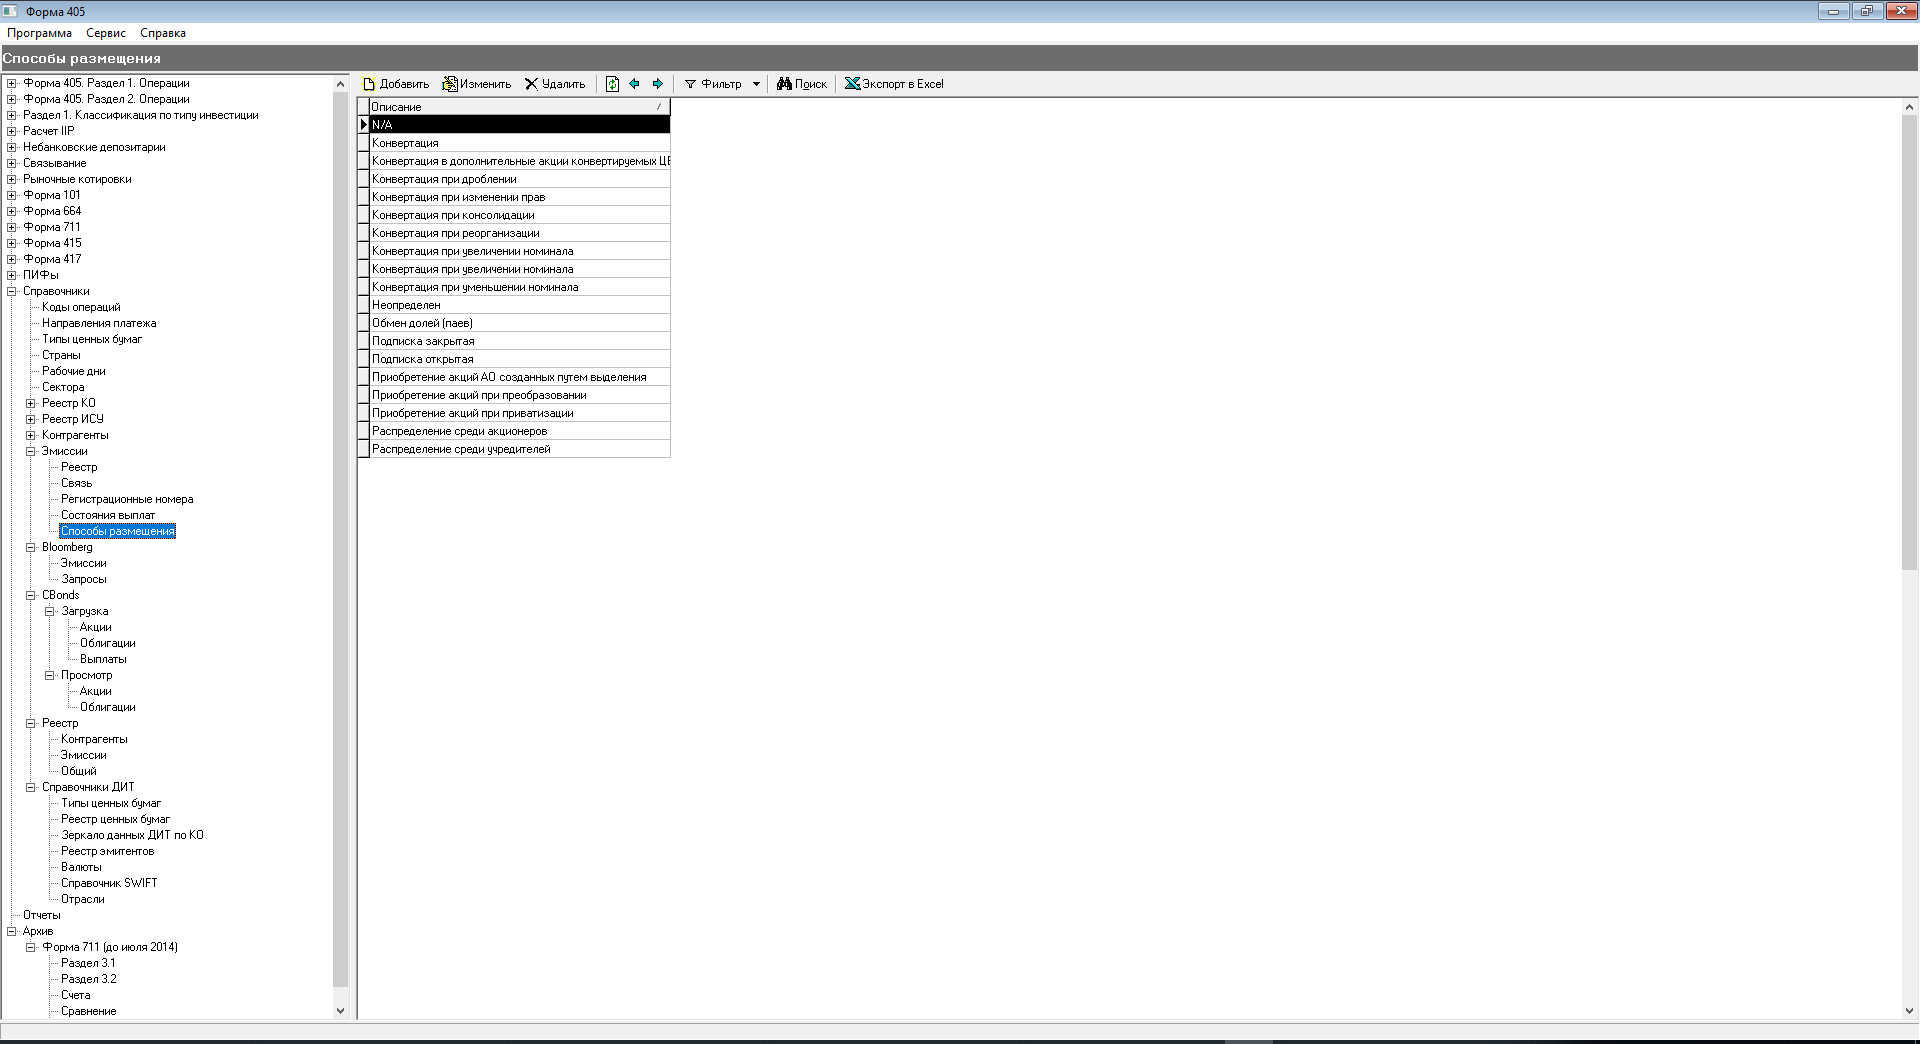 Форма 405
Программа Сервис Справка
Способы размещения
Форма 405. Раздел 1. Операции
Форма 405. Раздел 2. Операции
Раздел 1. Классификация по типу инвестиции
Расчет IIP
Небанковские депозитарии
Связывание
Рыночные котировки
Форма 101
Форма 664
Форма 711
Форма 415
Форма 417
ПИФы
Справочники
Коды операций
Направления платежа
Типы ценных бумаг
Страны
Рабочие дни
Сектора
Реестр КО
Реестр ИСУ
Контрагенты
Эмиссии
Реестр
Связь
Регистрационные номера
Состояния выплат
Способы размещения
Bloomberg
Эмиссии
Запросы
CBonds
Загрузка
Акции
Облигации
Выплаты
Просмотр
Акции
Облигации
Реестр
Контрагенты
Эмиссии
Общий
Справочники ДИТ
Типы ценных бумаг
Реестр ценных бумаг
Зеркало данных ДИТ по КО
Реестр эмитентов
Валюты
Справочник SWIFT
Отрасли
Отчеты
Архив
Форма 711 (до июля 2014)
Раздел 3.1
Раздел 3.2
Счета
Сравнение
Добавить Изменить Удалить Фильтр Поиск Экспорт в Excel
Описание
N/A
Конвертация
Конвертация в дополнительные акции конвертируемых ЦБ
Конвертация при дроблении
Конвертация при изменении прав
Конвертация при консолидации
Конвертация при реорганизации
Конвертация при увеличении номинала
Конвертация при увеличении номинала
Конвертация при уменьшении номинала
Неопределен
Обмен долей (паев)
Подписка закрытая
Подписка открытая
Приобретение акций АО созданных путем выделения
Приобретение акций при преобразовании
Приобретение акций при приватизации
Распределение среди акционеров
Распределение среди учредителей